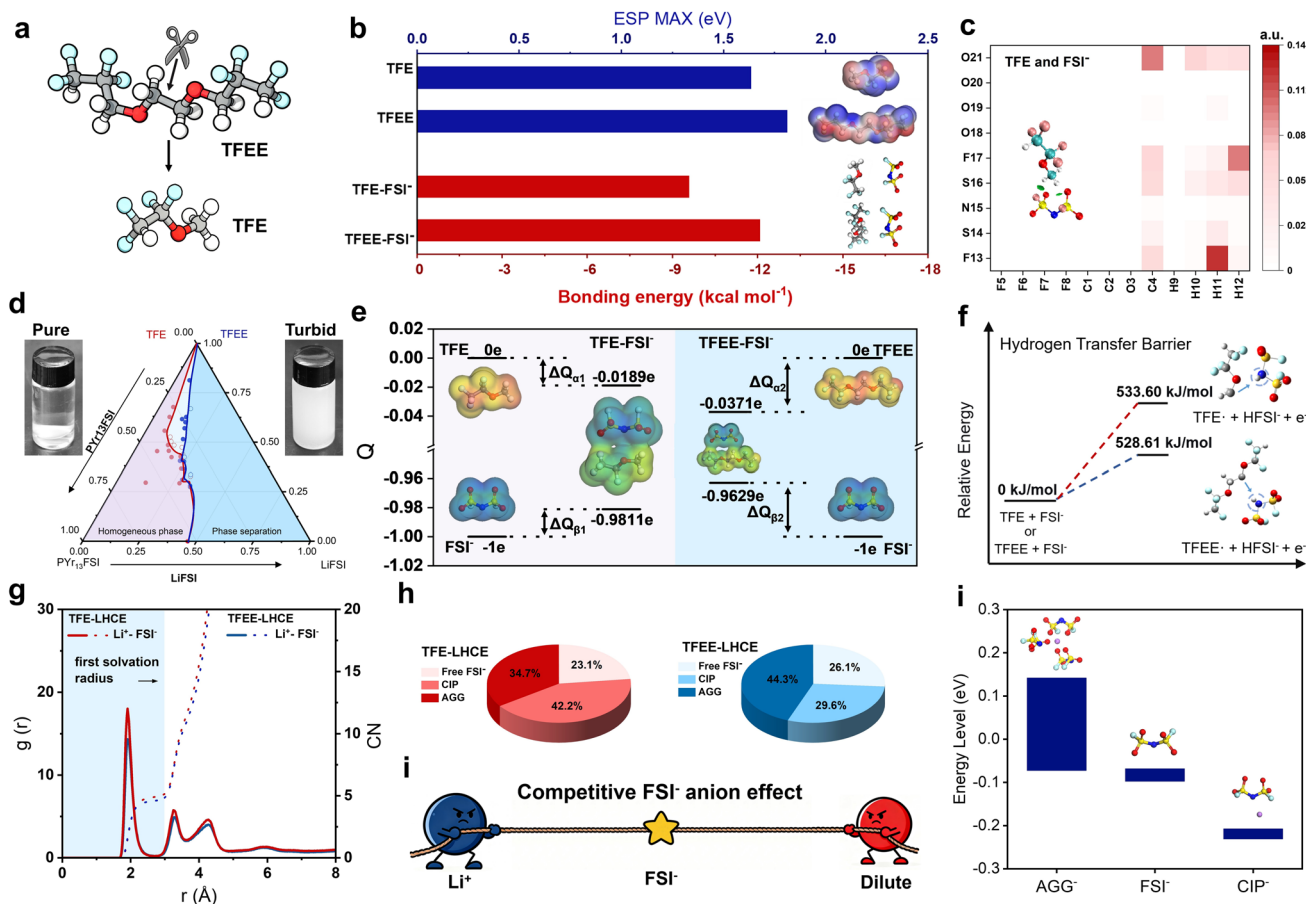 a
TFEE
TFE
b
ESP MAX (eV)
0.0 0.5 1.0 1.5 2.0 2.5
TFE
TFEE
TFE-FSI⁻
TFEE-FSI⁻
0 -3 -6 -9 -12 -15 -18
Bonding energy (kcal mol⁻¹)
c
a.u.
TFE and FSI⁻
O21
O20
O19
O18
F17
S16
N15
S14
F13
F5 F6 F7 F8 C1 C2 O3 C4 H9 H10 H11 H12
0.14
0.12
0.10
0.08
0.06
0.04
0.02
0
d
Pure
Turbid
TFE 0.00 TFEE
1.00
0.25
0.75
0.50
0.50
0.75
0.25
1.00
0.00
PYr₁₃FSI
Homogeneous phase
Phase separation
0.00 0.25 0.50 0.75 1.00
PYr₁₃FSI
LiFSI
LiFSI
e
Q
0.02
0.00
-0.02
-0.04
-0.96
-0.98
-1.00
-1.02
TFE 0e
TFE-FSI⁻
ΔQα1
-0.0189e
-0.9811e
ΔQβ1
FSI⁻ -1e
TFEE-FSI⁻
0e TFEE
ΔQα2
-0.0371e
-0.9629e
ΔQβ2
-1e FSI⁻
f
Relative Energy
Hydrogen Transfer Barrier
533.60 kJ/mol
TFE· + HFSI⁻ + e⁻
528.61 kJ/mol
0 kJ/mol
TFE + FSI⁻
or
TFEE + FSI⁻
TFEE· + HFSI⁻ + e⁻
g
g (r)
30
20
10
0
TFE-LHCE
Li⁺- FSI⁻
TFEE-LHCE
Li⁺- FSI⁻
first solvation
radius
20
15
10
5
0
CN
0 2 4 6 8
r (Å)
h
TFE-LHCE
Free FSI⁻
CIP
AGG
34.7%
23.1%
42.2%
TFEE-LHCE
Free FSI⁻
CIP
AGG
44.3%
26.1%
29.6%
i
Competitive FSI⁻ anion effect
Li⁺
FSI⁻
Dilute
i
Energy Level (eV)
0.3
0.2
0.1
0.0
-0.1
-0.2
-0.3
AGG⁻ FSI⁻ CIP⁻